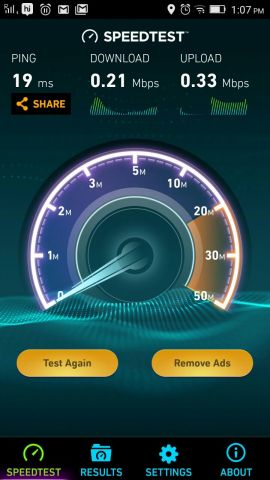 1:07 PM
SPEEDTEST™
PING DOWNLOAD UPLOAD
19 ms 0.21 Mbps 0.33 Mbps
SHARE
5M
3M 10M
2M 20M
1M 30M
0 50M
Test Again Remove Ads
SPEEDTEST RESULTS SETTINGS ABOUT